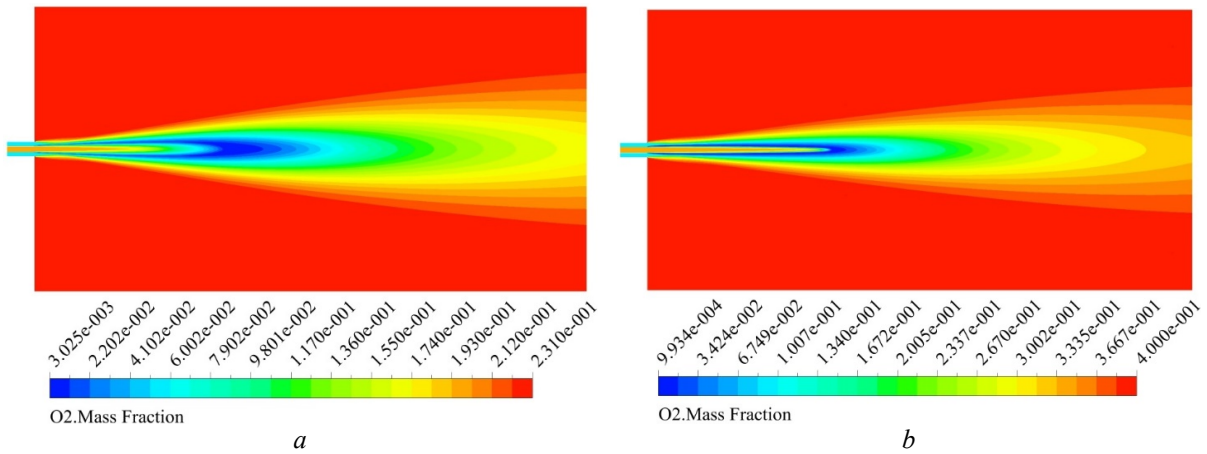 3.025e-003
2.202e-002
4.102e-002
6.002e-002
7.902e-002
9.801e-002
1.170e-001
1.360e-001
1.550e-001
1.740e-001
1.930e-001
2.120e-001
2.310e-001
O2.Mass Fraction
a
9.934e-004
3.424e-002
6.749e-002
1.007e-001
1.340e-001
1.672e-001
2.005e-001
2.337e-001
2.670e-001
3.002e-001
3.335e-001
3.667e-001
4.000e-001
O2.Mass Fraction
b